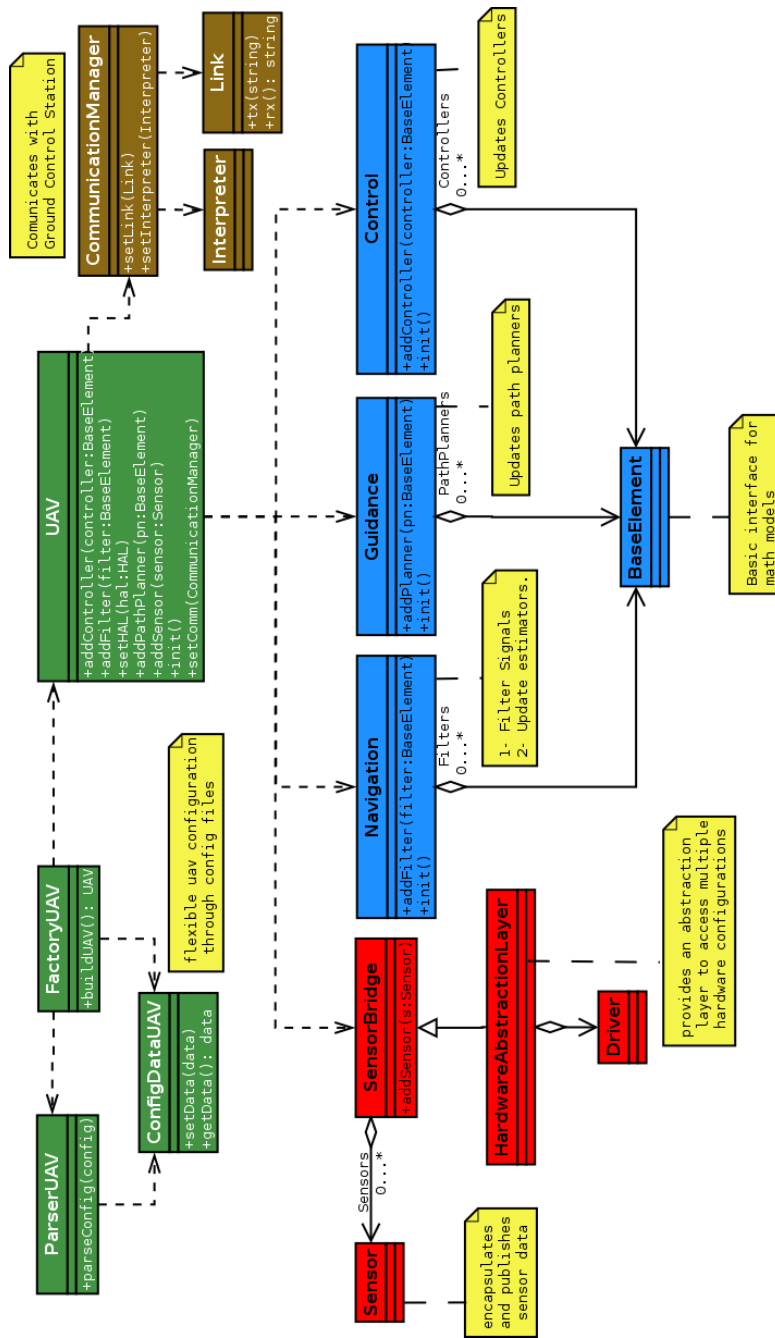 ParserUAV
+parseConfig(config)
FactoryUAV
+buildUAV(): UAV
ConfigDataUAV
+setData(data)
+getData(): data
flexible uav configuration
through config files
UAV
+addController(controller:BaseElement)
+addFilter(filter:BaseElement)
+setHAL(hal:HAL)
+addPathPlanner(pn:BaseElement)
+addSensor(sensor:Sensor)
+init()
+setComm(CommunicationManager)
Comunicates with
Ground Control Station
CommunicationManager
+setLink(Link)
+setInterpreter(Interpreter)
Interpreter
Link
+tx(string)
+rx(): string
Sensor
Sensors
0...*
encapsulates
and publishes
sensor data
SensorBridge
+addSensor(s:Sensor)
HardwareAbstractionLayer
Driver
provides an abstraction
layer to access multiple
hardware configurations
Navigation
+addFilter(filter:BaseElement)
+init()
Filters
0...*
1- Filter Signals
2- Update estimators.
Guidance
+addPlanner(pn:BaseElement)
+init()
PathPlanners
0...*
Updates path planners
Control
+addController(controller:BaseElement)
+init()
Controllers
0...*
Updates Controllers
BaseElement
Basic interface for
math models